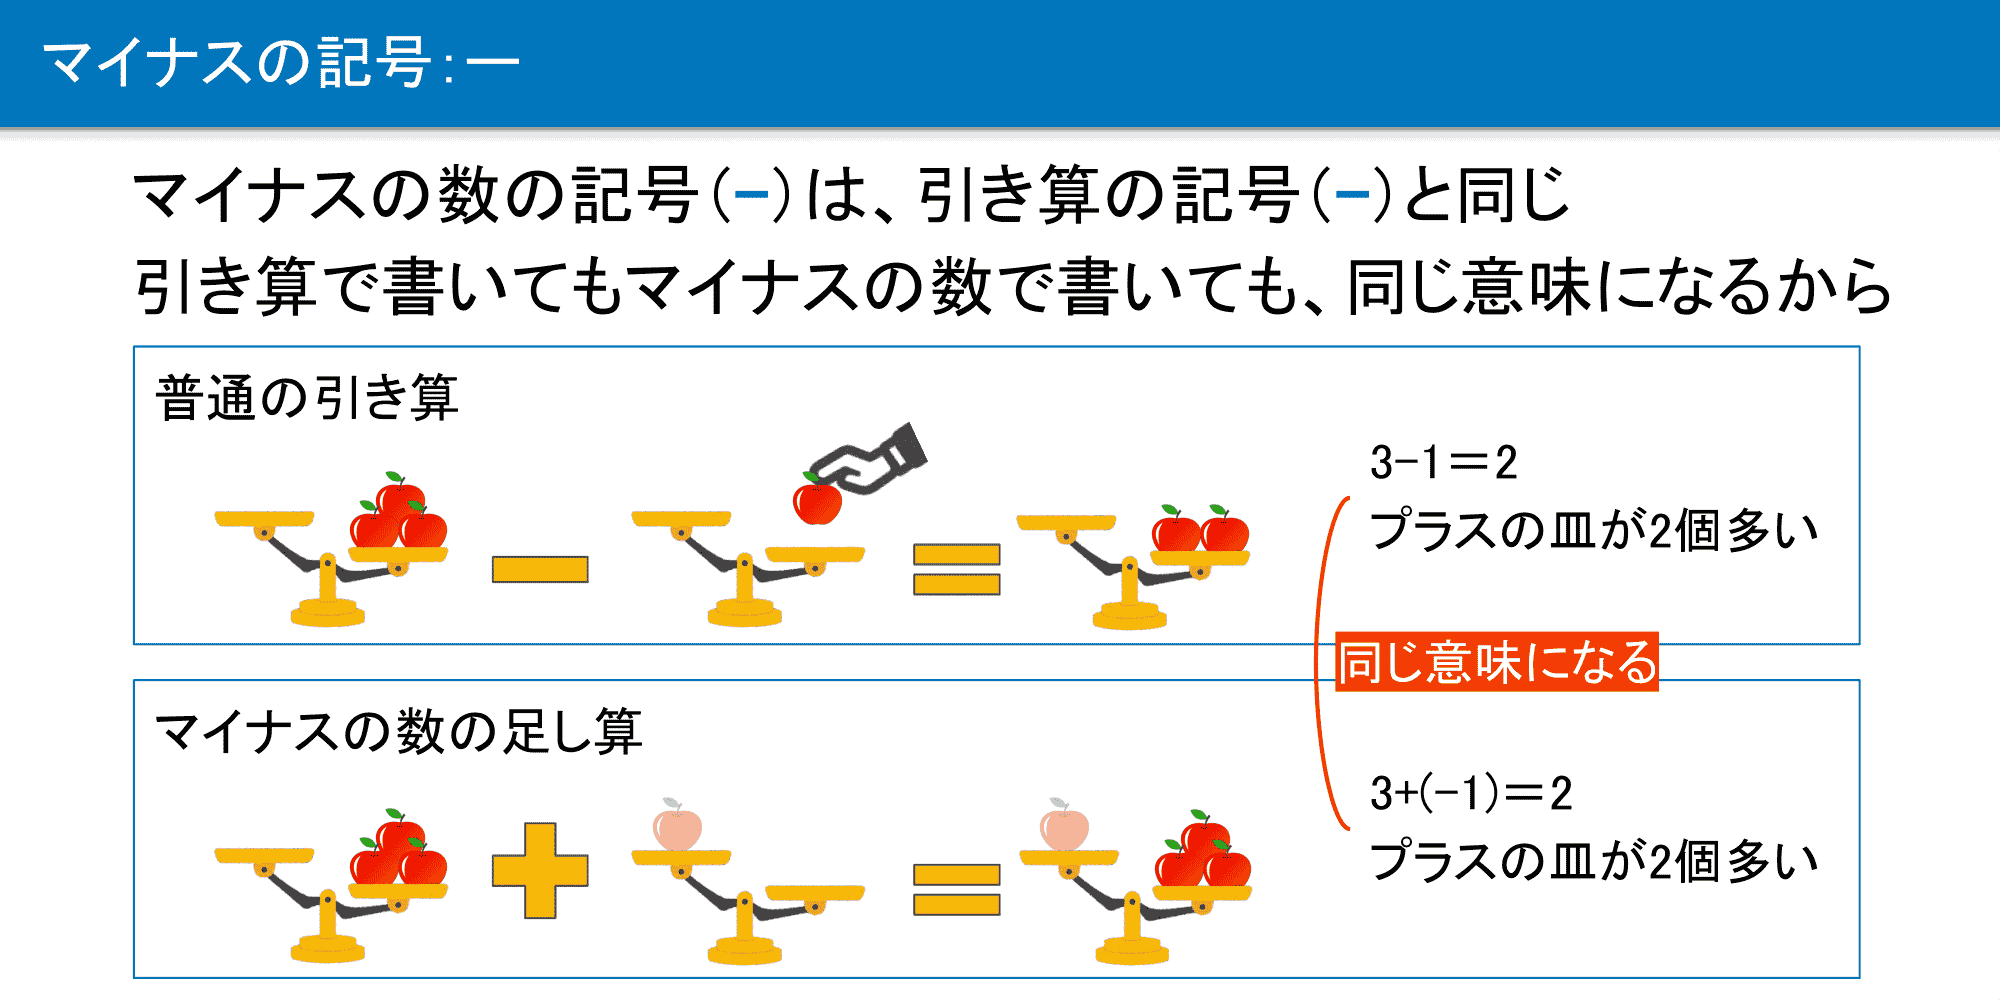 マイナスの記号：－
マイナスの数の記号（−）は、引き算の記号（−）と同じ
引き算で書いてもマイナスの数で書いても、同じ意味になるから
普通の引き算
3−1＝2
プラスの皿が2個多い
同じ意味になる
マイナスの数の足し算
3+(−1)＝2
プラスの皿が2個多い